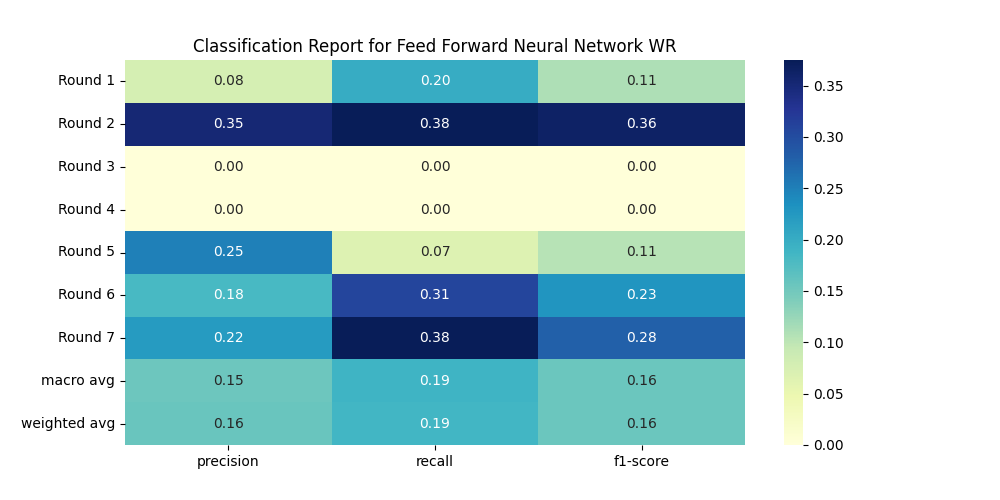 Classification Report for Feed Forward Neural Network WR
Round 1 0.08 0.20 0.11
Round 2 0.35 0.38 0.36
Round 3 0.00 0.00 0.00
Round 4 0.00 0.00 0.00
Round 5 0.25 0.07 0.11
Round 6 0.18 0.31 0.23
Round 7 0.22 0.38 0.28
macro avg 0.15 0.19 0.16
weighted avg 0.16 0.19 0.16
precision recall f1-score
0.35
0.30
0.25
0.20
0.15
0.10
0.05
0.00